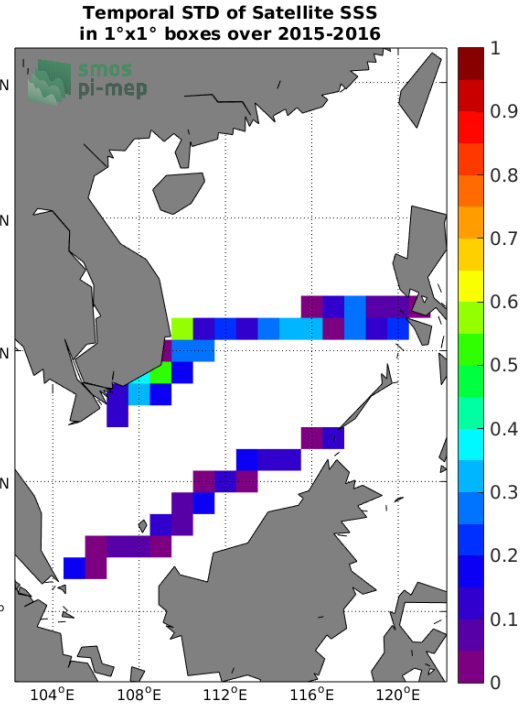 Temporal STD of Satellite SSS
in 1°x1° boxes over 2015-2016
smos
pi-mep
N
N
N
N
°
104°E
108°E
112°E
116°E
120°E
1
0.9
0.8
0.7
0.6
0.5
0.4
0.3
0.2
0.1
0